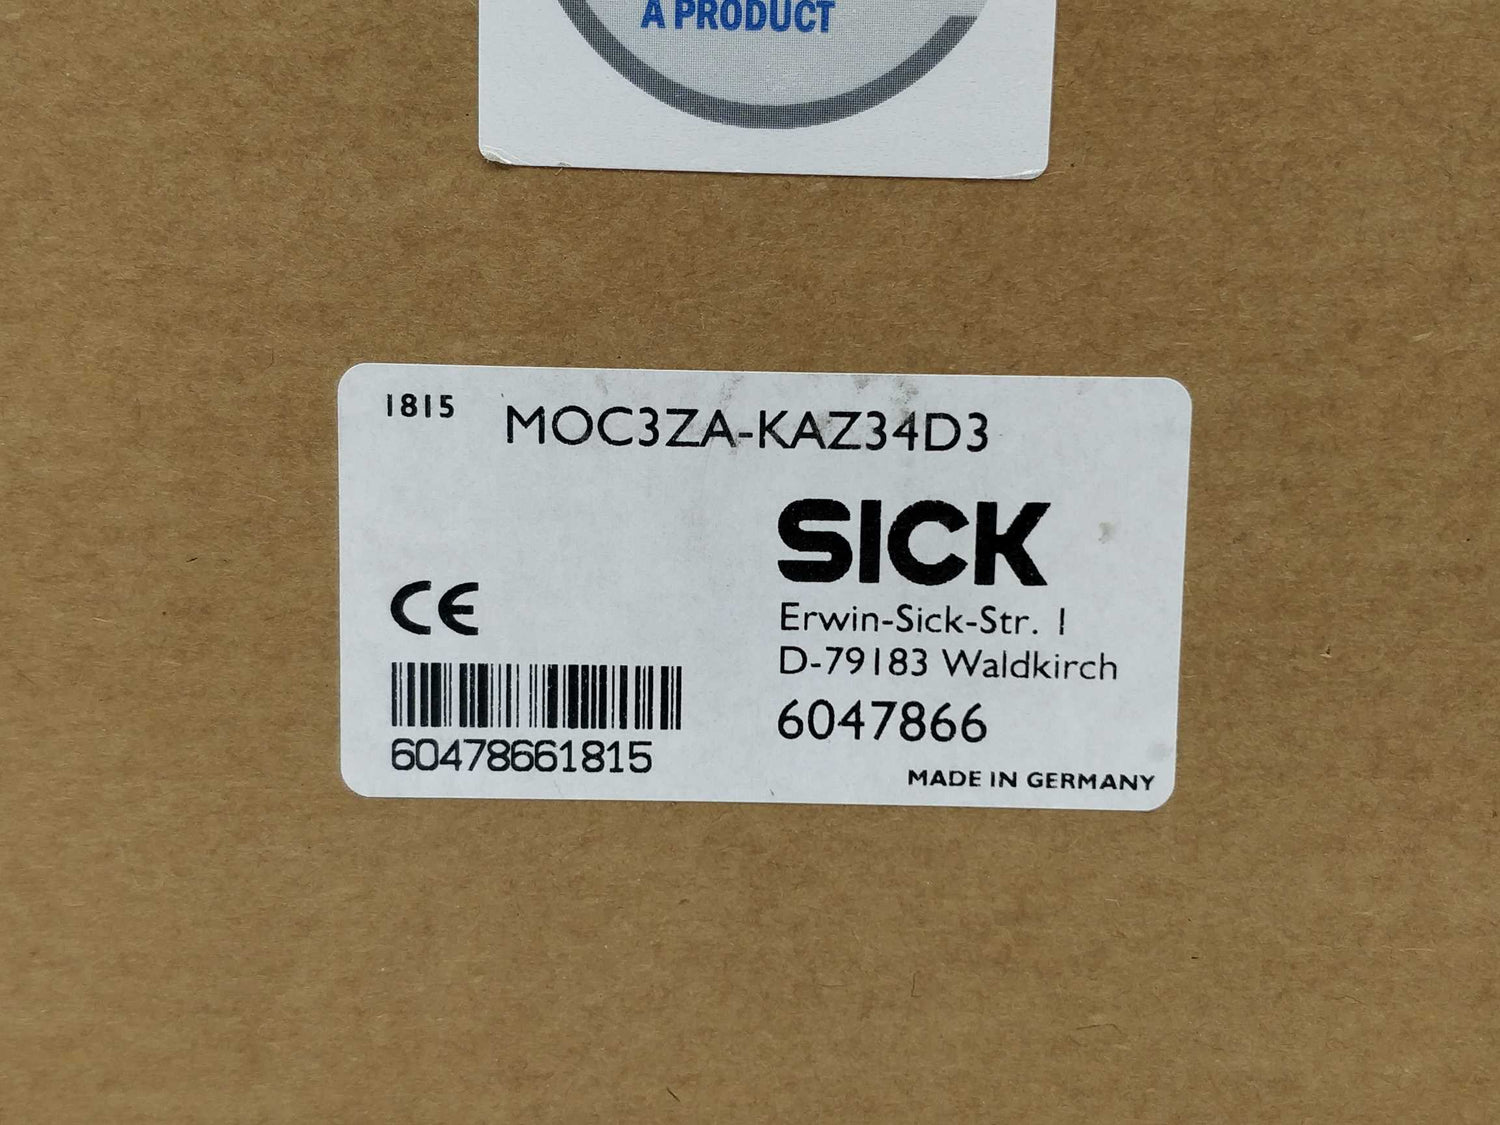 A PRODUCT
1815 MOC3ZA-KAZ34D3
SICK
CE
Erwin-Sick-Str. 1
D-79183 Waldkirch
6047866
60478661815
MADE IN GERMANY